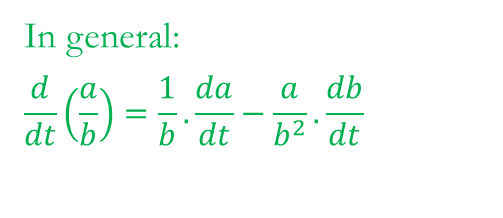 In general:
d/dt (a/b) = 1/b . da/dt − a/b² . db/dt